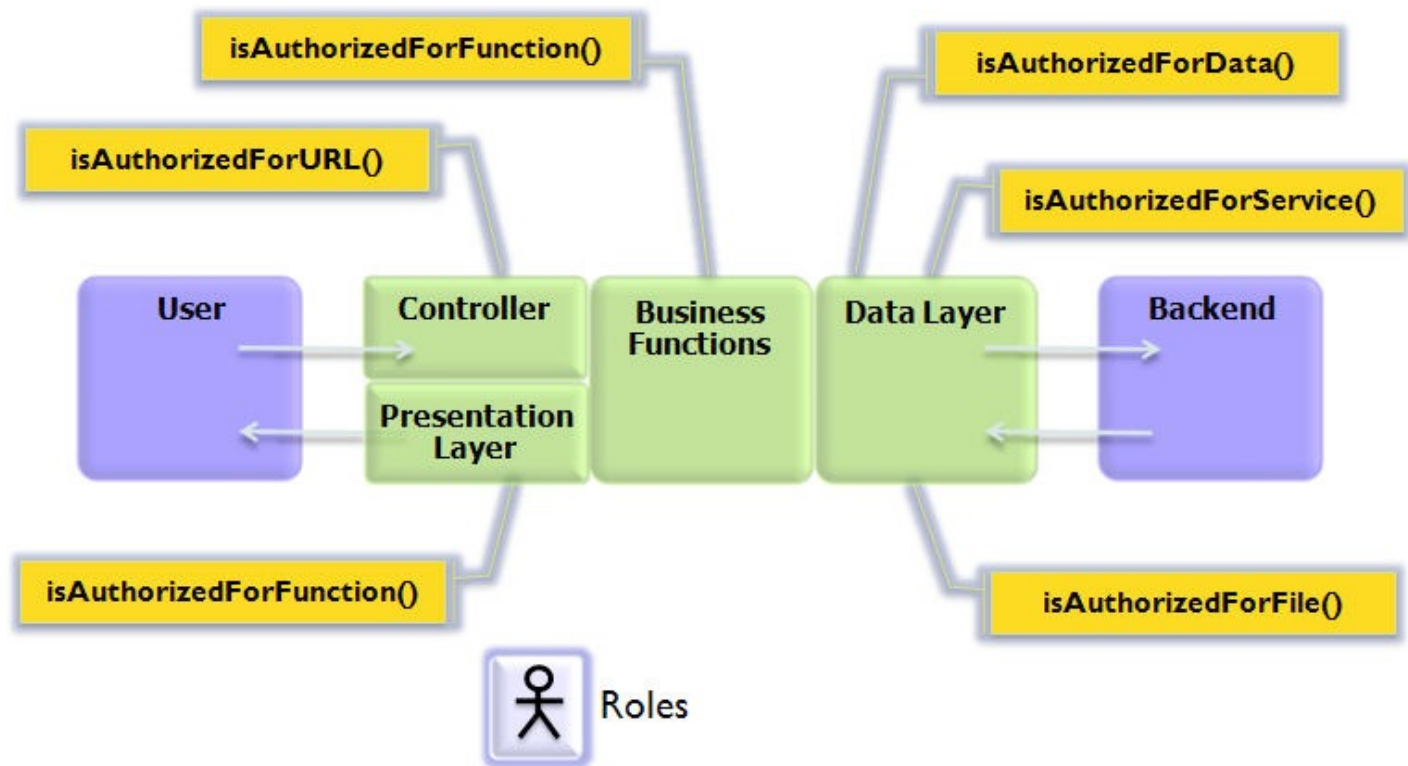 isAuthorizedForFunction()
isAuthorizedForData()
isAuthorizedForURL()
isAuthorizedForService()
User
Controller
Business
Functions
Data Layer
Backend
Presentation
Layer
isAuthorizedForFunction()
isAuthorizedForFile()
Roles